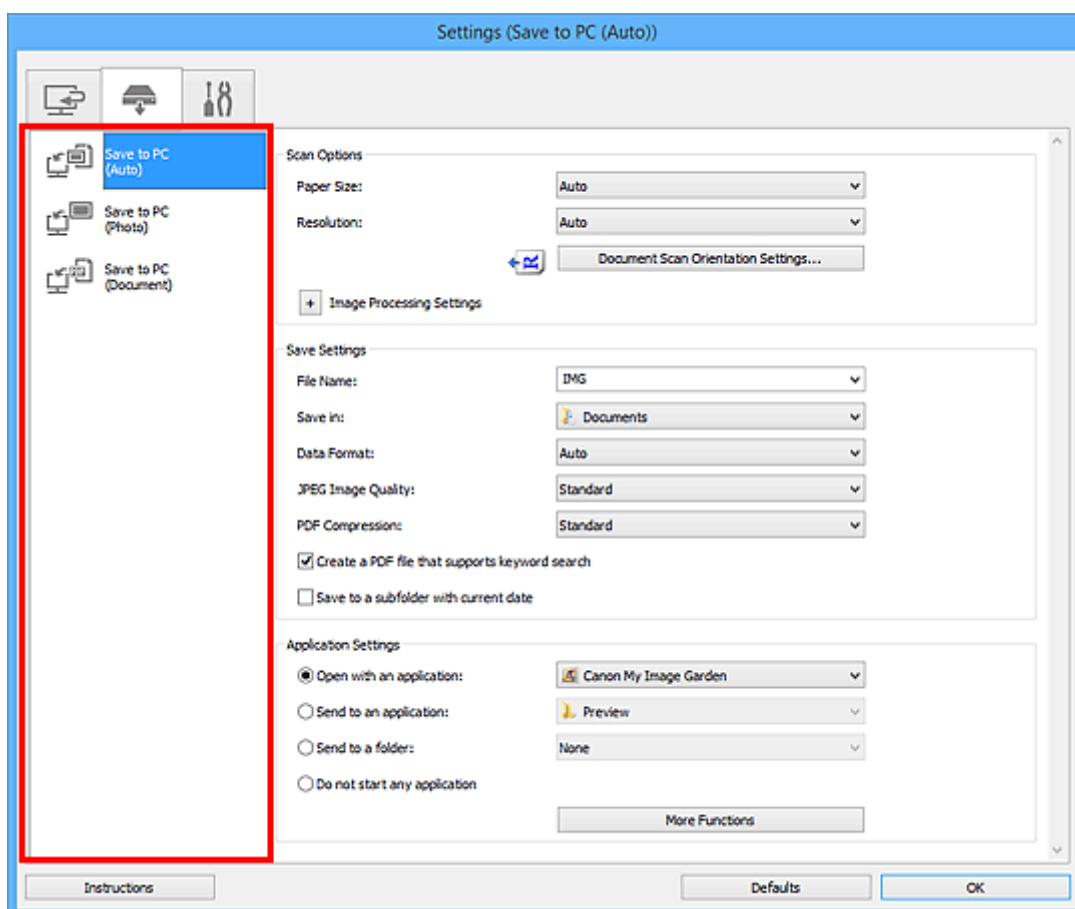 Settings (Save to PC (Auto))
Save to PC
(Auto)
Save to PC
(Photo)
Save to PC
(Document)
Scan Options
Paper Size: Auto
Resolution: Auto
Document Scan Orientation Settings...
+ Image Processing Settings
Save Settings
File Name: IMG
Save in: Documents
Data Format: Auto
JPEG Image Quality: Standard
PDF Compression: Standard
Create a PDF file that supports keyword search
Save to a subfolder with current date
Application Settings
Open with an application: Canon My Image Garden
Send to an application: Preview
Send to a folder: None
Do not start any application
More Functions
Instructions Defaults OK